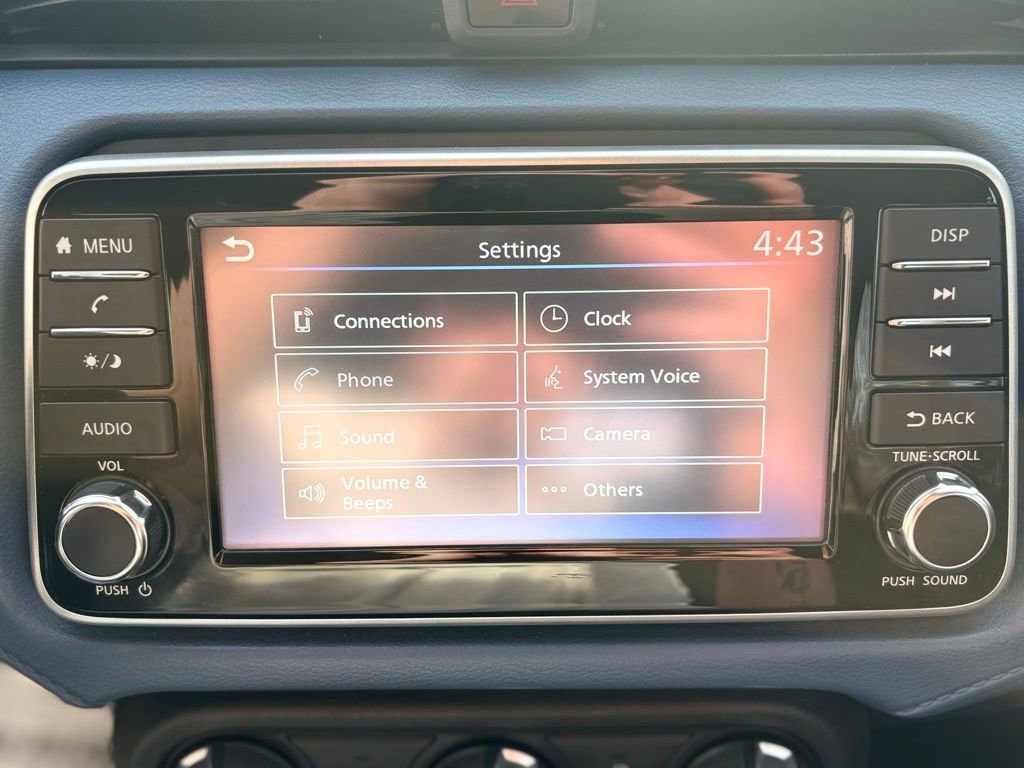 MENU
AUDIO
VOL
PUSH
Settings
4:43
Connections
Clock
Phone
System Voice
Sound
Camera
Volume &
Beeps
Others
DISP
BACK
TUNE·SCROLL
PUSH SOUND